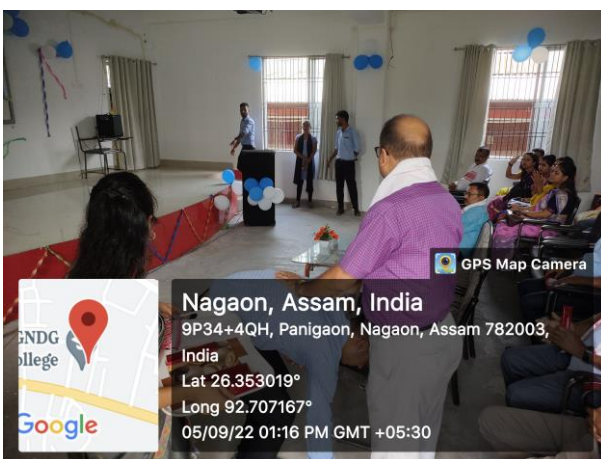 GPS Map Camera
GNDG
ollege
Google
Nagaon, Assam, India
9P34+4QH, Panigaon, Nagaon, Assam 782003,
India
Lat 26.353019°
Long 92.707167°
05/09/22 01:16 PM GMT +05:30